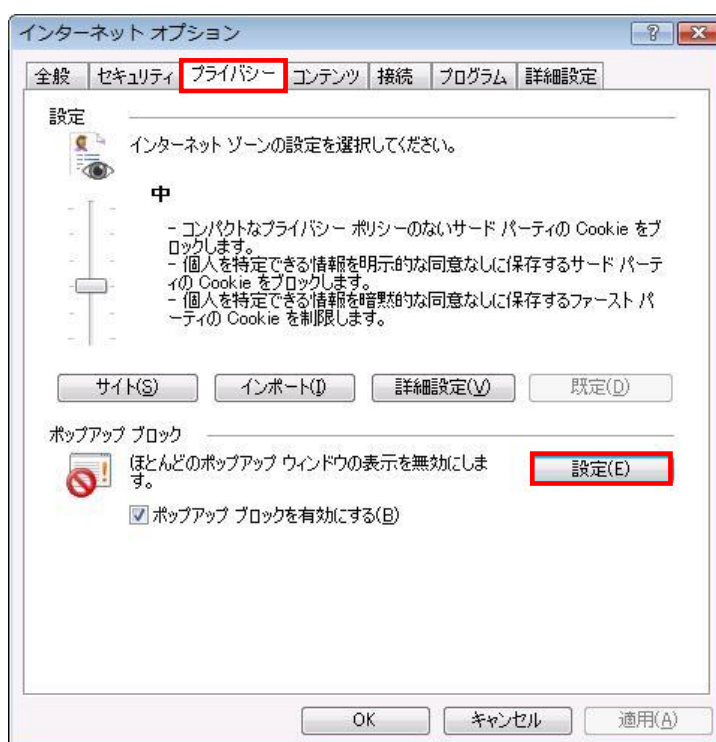 インターネット オプション
全般 セキュリティ プライバシー コンテンツ 接続 プログラム 詳細設定
設定
インターネット ゾーンの設定を選択してください。
中
- コンパクトなプライバシー ポリシーのないサード パーティの Cookie をブ
ロックします。
- 個人を特定できる情報を明示的な同意なしに保存するサード パーテ
ィの Cookie をブロックします。
- 個人を特定できる情報を暗黙的な同意なしに保存するファースト パ
ーティの Cookie を制限します。
サイト(S) インポート(I) 詳細設定(V) 既定(D)
ポップアップ ブロック
ほとんどのポップアップ ウィンドウの表示を無効にしま
す。
設定(E)
ポップアップ ブロックを有効にする(B)
OK キャンセル 適用(A)